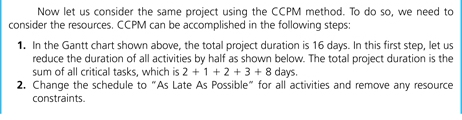 Now let us consider the same project using the CCPM method. To do so, we need to
consider the resources. CCPM can be accomplished in the following steps:
1. In the Gantt chart shown above, the total project duration is 16 days. In this first step, let us
reduce the duration of all activities by half as shown below. The total project duration is the
sum of all critical tasks, which is 2 + 1 + 2 + 3 + 8 days.
2. Change the schedule to “As Late As Possible” for all activities and remove any resource
constraints.